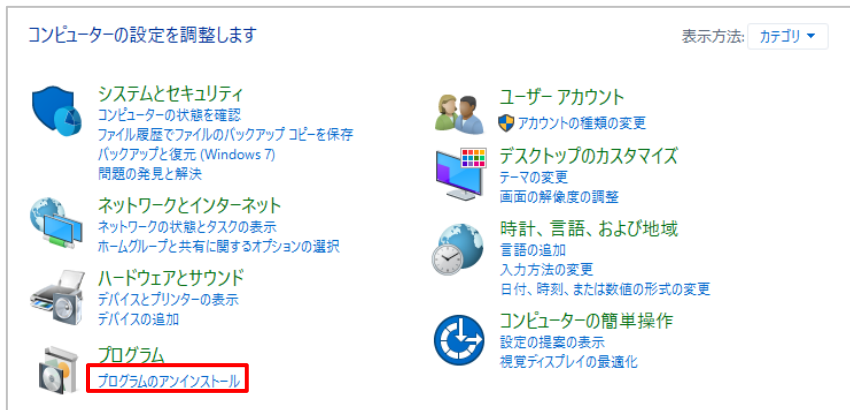 コンピューターの設定を調整します
表示方法: カテゴリ
システムとセキュリティ
コンピューターの状態を確認
ファイル履歴でファイルのバックアップ コピーを保存
バックアップと復元 (Windows 7)
問題の発見と解決
ネットワークとインターネット
ネットワークの状態とタスクの表示
ホームグループと共有に関するオプションの選択
ハードウェアとサウンド
デバイスとプリンターの表示
デバイスの追加
プログラム
プログラムのアンインストール
ユーザー アカウント
アカウントの種類の変更
デスクトップのカスタマイズ
テーマの変更
画面の解像度の調整
時計、言語、および地域
言語の追加
入力方法の変更
日付、時刻、または数値の形式の変更
コンピューターの簡単操作
設定の提案の表示
視覚ディスプレイの最適化